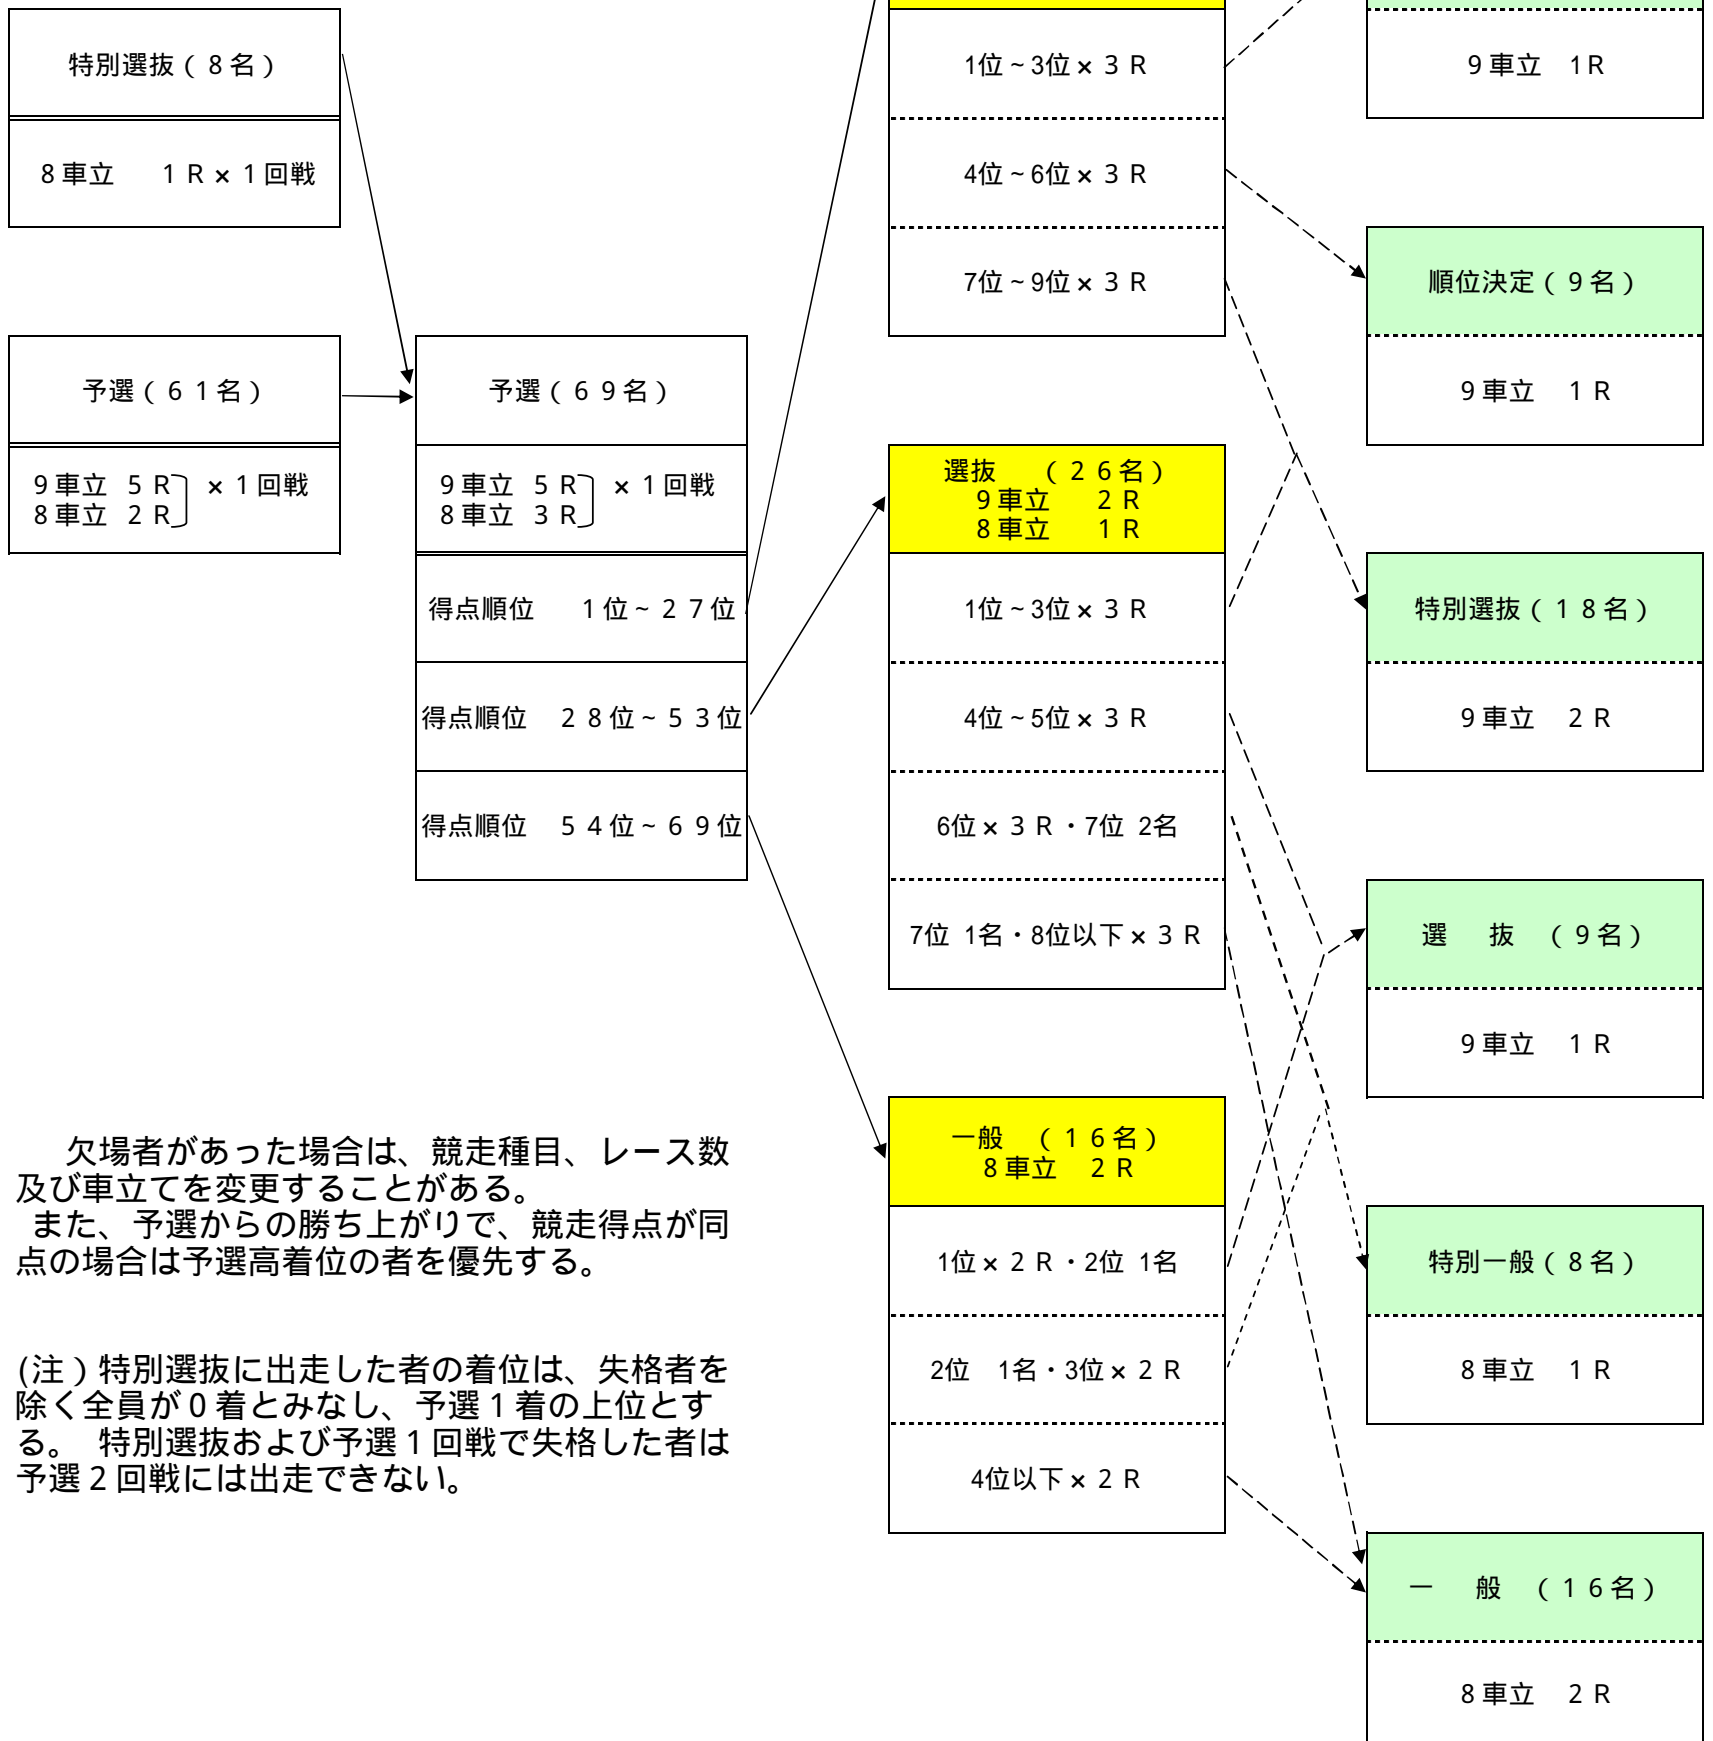 特別選抜（８名）
８車立　１Ｒ×１回戦
予選（６１名）
９車立 ５Ｒ
８車立 ２Ｒ
×１回戦
予選（６９名）
９車立 ５Ｒ
８車立 ３Ｒ
×１回戦
得点順位　１位～２７位
得点順位　２８位～５３位
得点順位　５４位～６９位
欠場者があった場合は、競走種目、レース数
及び車立てを変更することがある。
また、予選からの勝ち上がりで、競走得点が同
点の場合は予選高着位の者を優先する。
(注）特別選抜に出走した者の着位は、失格者を
除く全員が０着とみなし、予選１着の上位とす
る。　特別選抜および予選１回戦で失格した者は
予選２回戦には出走できない。
1位～3位×３Ｒ
4位～6位×３Ｒ
7位～9位×３Ｒ
選抜　（２６名）
９車立　２Ｒ
８車立　１Ｒ
1位～3位×３Ｒ
4位～5位×３Ｒ
6位×３Ｒ・7位 2名
7位 1名・8位以下×３Ｒ
一般　（１６名）
８車立　２Ｒ
1位×２Ｒ・2位 1名
2位　1名・3位×２Ｒ
4位以下×２Ｒ
９車立　１Ｒ
順位決定（９名）
９車立　１Ｒ
特別選抜（１８名）
９車立　２Ｒ
選　抜　（９名）
９車立　１Ｒ
特別一般（８名）
８車立　１Ｒ
一　般　（１６名）
８車立　２Ｒ